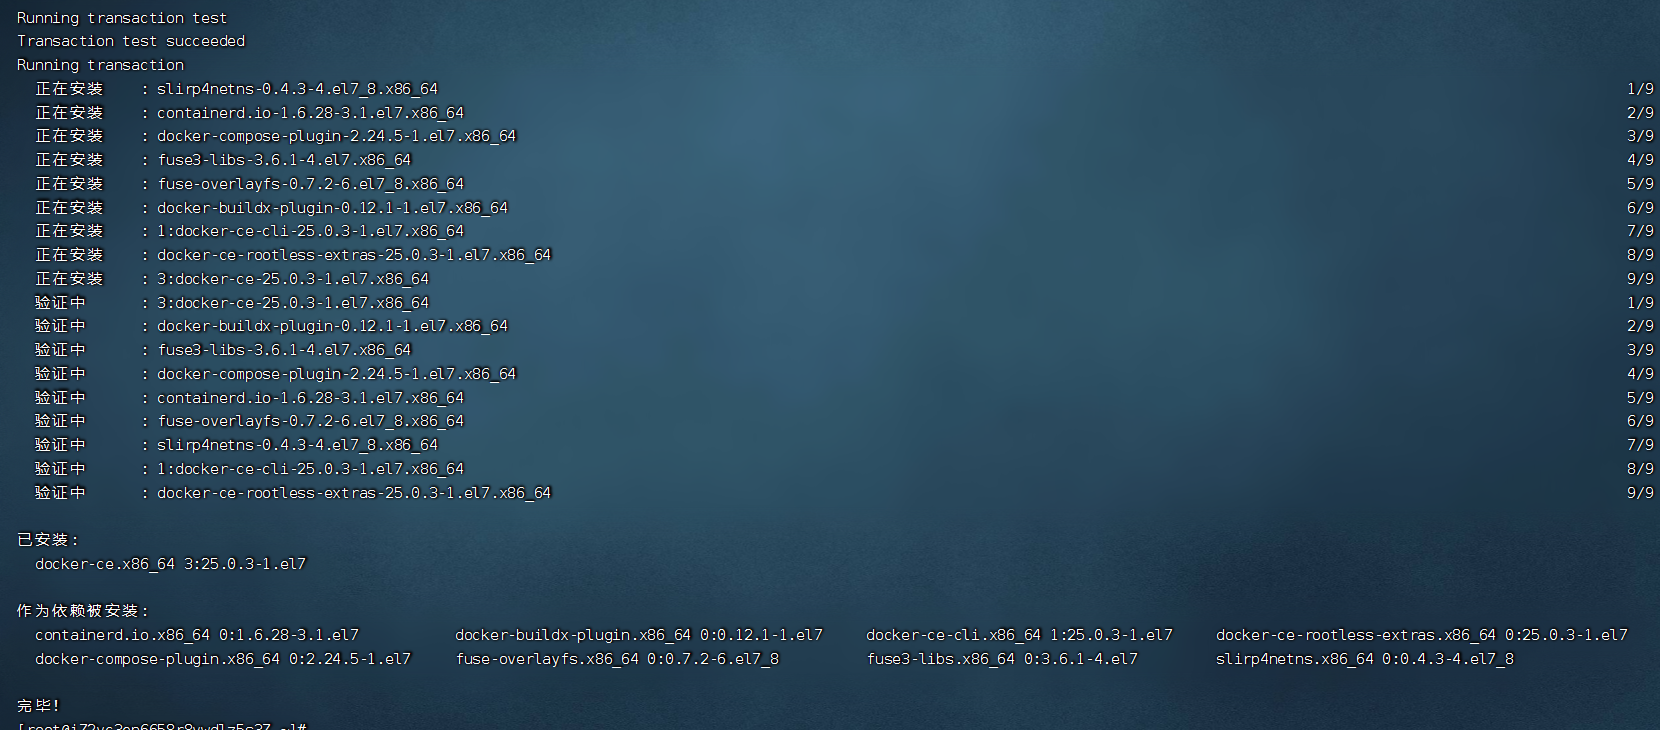 Running transaction test
Transaction test succeeded
Running transaction
正在安装 : slirp4netns-0.4.3-4.el7_8.x86_64 1/9
正在安装 : containerd.io-1.6.28-3.1.el7.x86_64 2/9
正在安装 : docker-compose-plugin-2.24.5-1.el7.x86_64 3/9
正在安装 : fuse3-libs-3.6.1-4.el7.x86_64 4/9
正在安装 : fuse-overlayfs-0.7.2-6.el7_8.x86_64 5/9
正在安装 : docker-buildx-plugin-0.12.1-1.el7.x86_64 6/9
正在安装 : 1:docker-ce-cli-25.0.3-1.el7.x86_64 7/9
正在安装 : docker-ce-rootless-extras-25.0.3-1.el7.x86_64 8/9
正在安装 : 3:docker-ce-25.0.3-1.el7.x86_64 9/9
验证中 : 3:docker-ce-25.0.3-1.el7.x86_64 1/9
验证中 : docker-buildx-plugin-0.12.1-1.el7.x86_64 2/9
验证中 : fuse3-libs-3.6.1-4.el7.x86_64 3/9
验证中 : docker-compose-plugin-2.24.5-1.el7.x86_64 4/9
验证中 : containerd.io-1.6.28-3.1.el7.x86_64 5/9
验证中 : fuse-overlayfs-0.7.2-6.el7_8.x86_64 6/9
验证中 : slirp4netns-0.4.3-4.el7_8.x86_64 7/9
验证中 : 1:docker-ce-cli-25.0.3-1.el7.x86_64 8/9
验证中 : docker-ce-rootless-extras-25.0.3-1.el7.x86_64 9/9
已安装:
docker-ce.x86_64 3:25.0.3-1.el7
作为依赖被安装:
containerd.io.x86_64 0:1.6.28-3.1.el7 docker-buildx-plugin.x86_64 0:0.12.1-1.el7 docker-ce-cli.x86_64 1:25.0.3-1.el7 docker-ce-rootless-extras.x86_64 0:25.0.3-1.el7
docker-compose-plugin.x86_64 0:2.24.5-1.el7 fuse-overlayfs.x86_64 0:0.7.2-6.el7_8 fuse3-libs.x86_64 0:3.6.1-4.el7 slirp4netns.x86_64 0:0.4.3-4.el7_8
完毕!